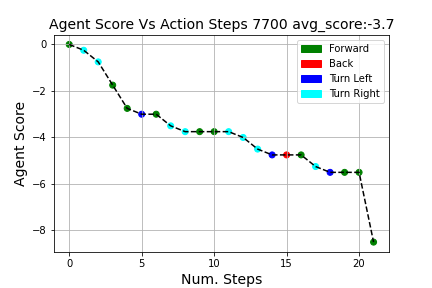 Agent Score Vs Action Steps 7700 avg_score:-3.7
Forward
Back
Turn Left
Turn Right
Agent Score
0
−2
−4
−6
−8
0 5 10 15 20
Num. Steps